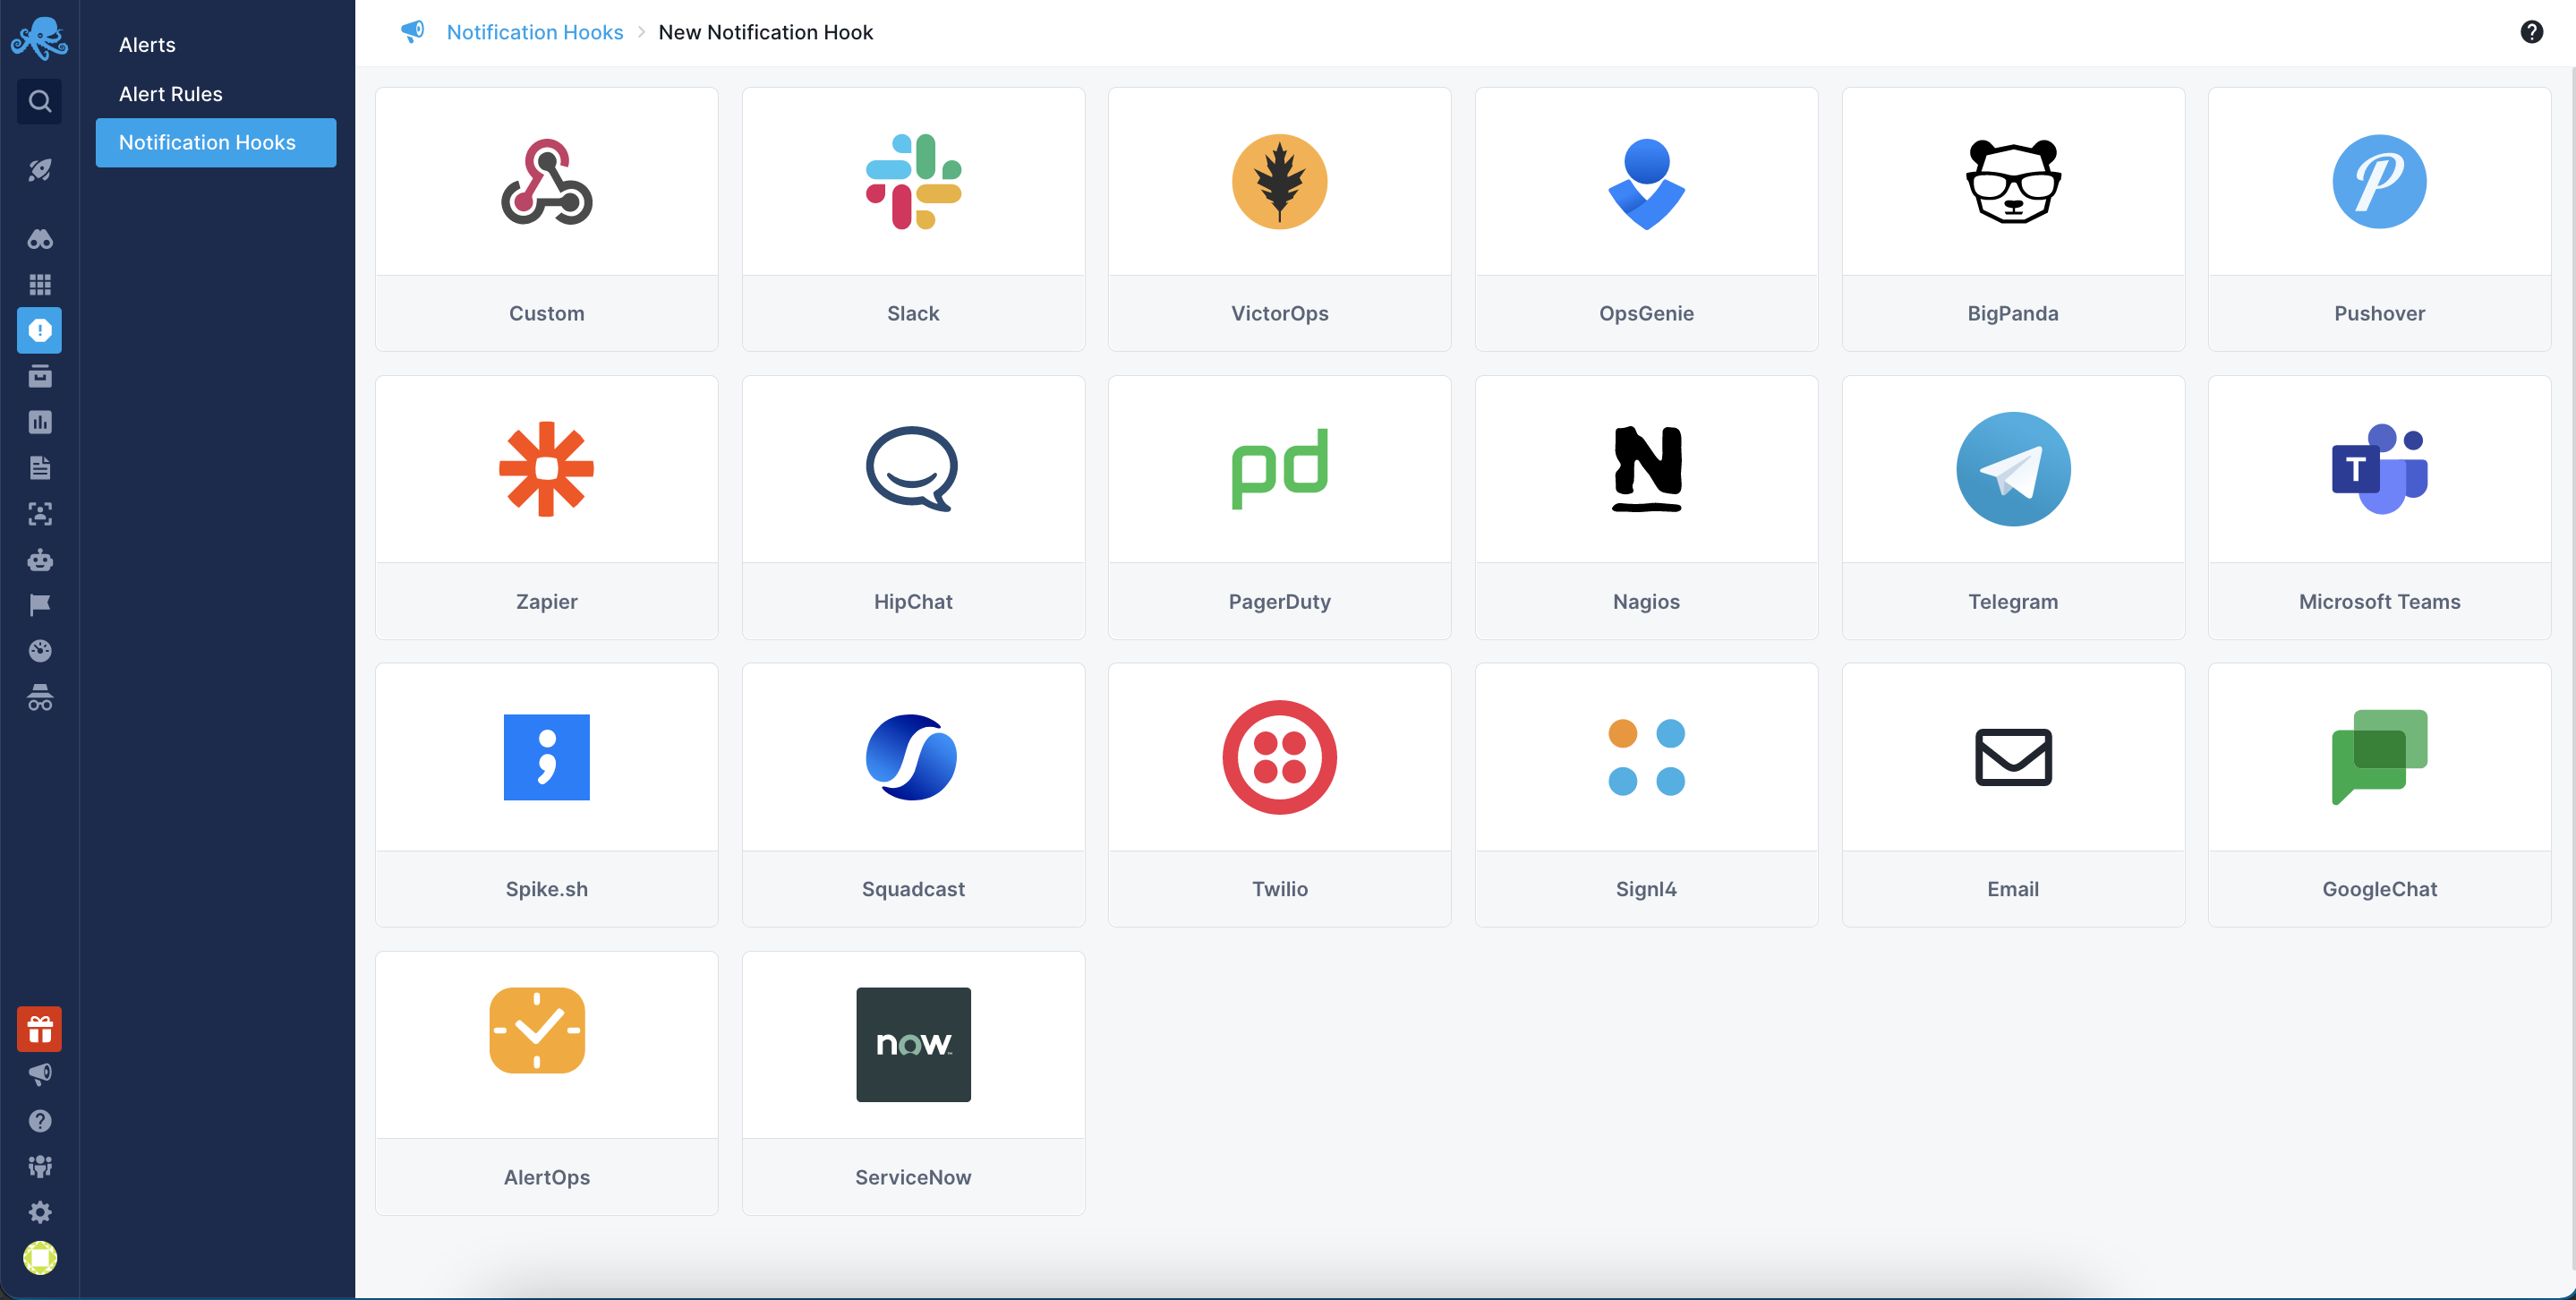 Alerts
Alert Rules
Notification Hooks
Notification Hooks > New Notification Hook
Custom
Slack
VictorOps
OpsGenie
BigPanda
Pushover
Zapier
HipChat
pd
PagerDuty
N
Nagios
Telegram
T
Microsoft Teams
Spike.sh
Squadcast
Twilio
Signl4
Email
GoogleChat
AlertOps
now
ServiceNow